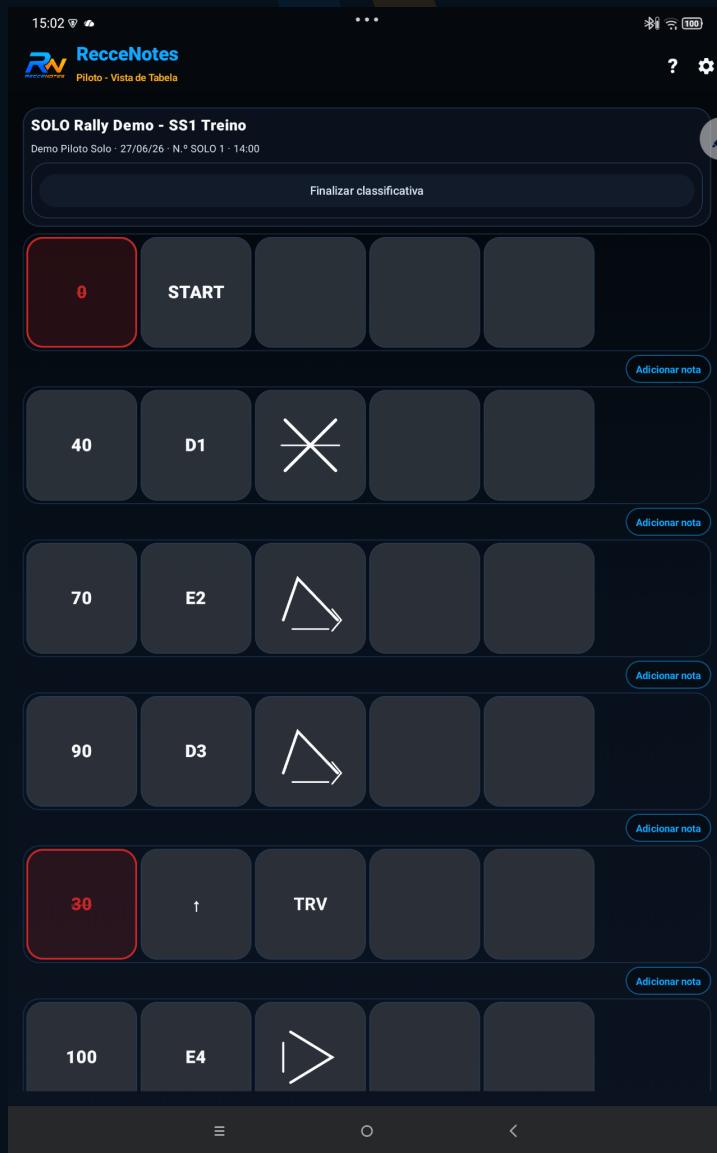 15:02
100
RecceNotes
RN
RECCENOTES
Piloto - Vista de Tabela
?
SOLO Rally Demo - SS1 Treino
Demo Piloto Solo · 27/06/26 · N.º SOLO 1 · 14:00
Finalizar classificativa
0 START
Adicionar nota
40 D1
Adicionar nota
70 E2
Adicionar nota
90 D3
Adicionar nota
30 ↑ TRV
Adicionar nota
100 E4